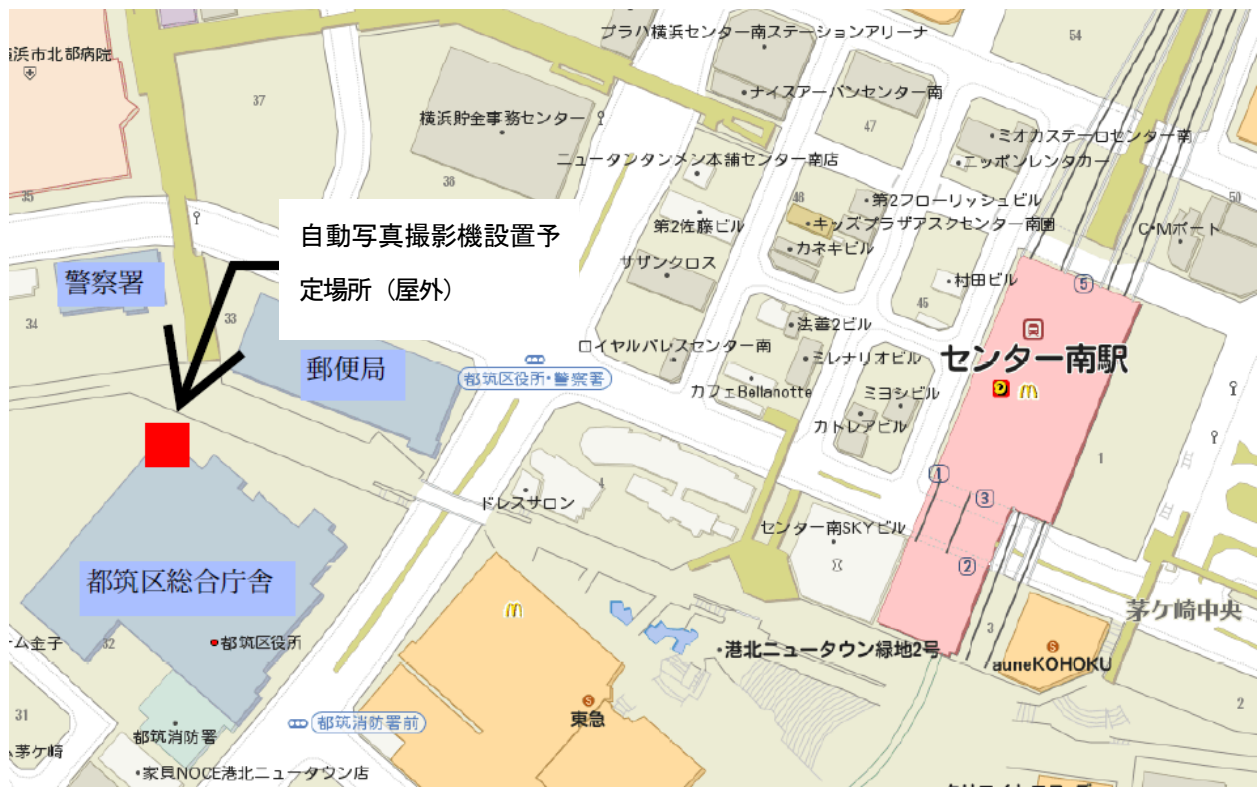 プラハ横浜センター南ステーションアリーナ
54
浜市北部病院
37
ナイスアーバンセンター南
横浜貯金事務センター
47
ミオカステーロセンター南
ニュータンタンメン本舗センター南店
ニッポンレンタカー
38
35
46
第2フローリッシュビル
50
第2佐藤ビル
キッズプラザアスクセンター南園
C・Mポート
自動写真撮影機設置予
定場所（屋外）
カネキビル
サザンクロス
警察署
村田ビル
5
45
34
33
法善2ビル
郵便局
ロイヤルパレスセンター南
ミレナリオビル
センター南駅
都筑区役所・警察署
カフェBellanotte
ミヨシビル
カトレアビル
1
1
3
4
ドレスサロン
センター南SKYビル
2
都筑区総合庁舎
茅ケ崎中央
ーム金子
32
都筑区役所
港北ニュータウン緑地2号
3
auneKOHOKU
2
31
都筑消防署前
東急
都筑消防署
茅ケ崎
家具NOCE港北ニュータウン店